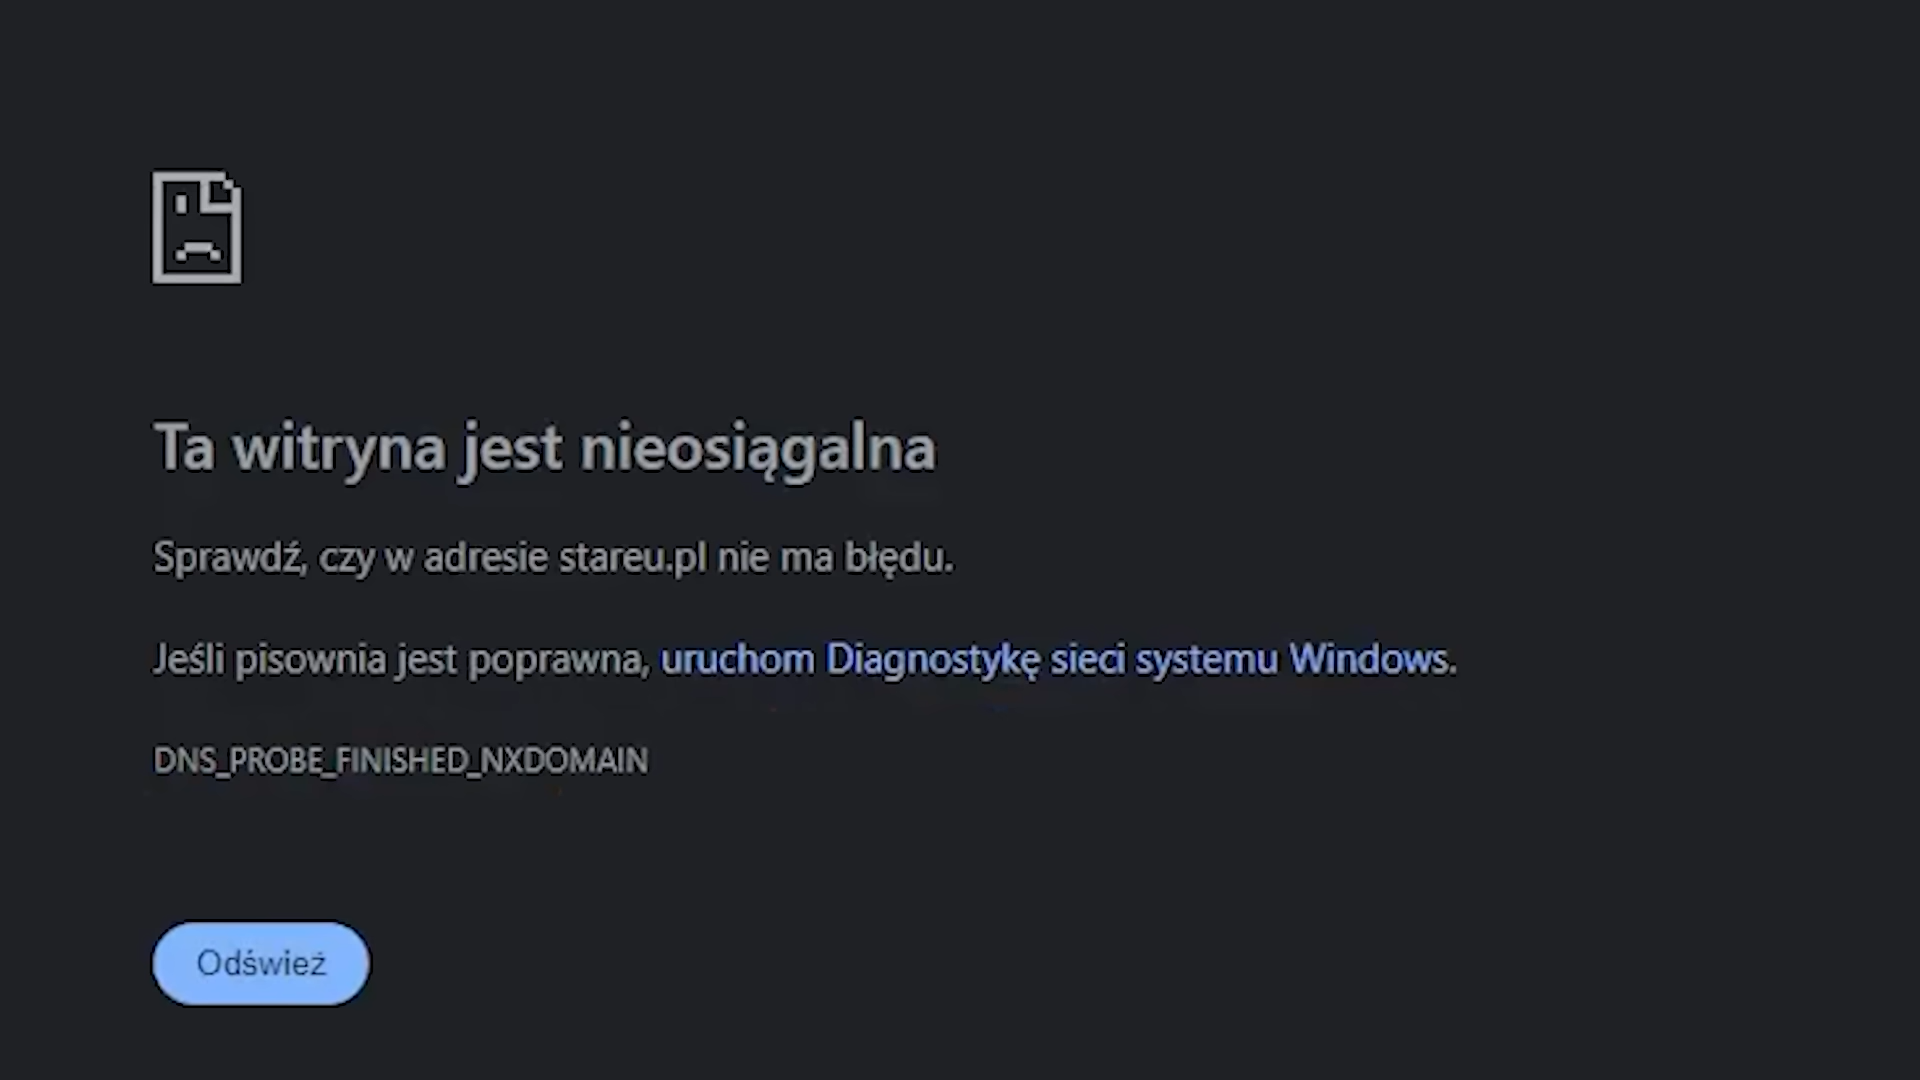 Ta witryna jest nieosiągalna
Sprawdź, czy w adresie stareu.pl nie ma błędu.
Jeśli pisownia jest poprawna, uruchom Diagnostykę sieci systemu Windows.
DNS_PROBE_FINISHED_NXDOMAIN
Odśwież